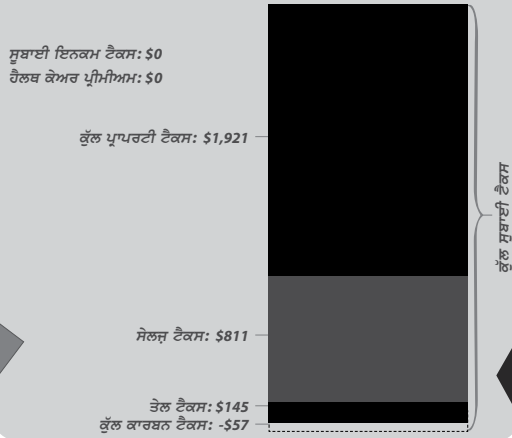 ਸੂਬਾਈ ਇਨਕਮ ਟੈਕਸ: $0
ਹੈਲਥ ਕੇਅਰ ਪ੍ਰੀਮੀਅਮ: $0
ਕੁੱਲ ਪ੍ਰਾਪਰਟੀ ਟੈਕਸ: $1,921
ਸੇਲਜ਼ ਟੈਕਸ: $811
ਤੇਲ ਟੈਕਸ: $145
ਕੁੱਲ ਕਾਰਬਨ ਟੈਕਸ: -$57
ਕੁੱਲ ਸੂਬਾਈ ਟੈਕਸ